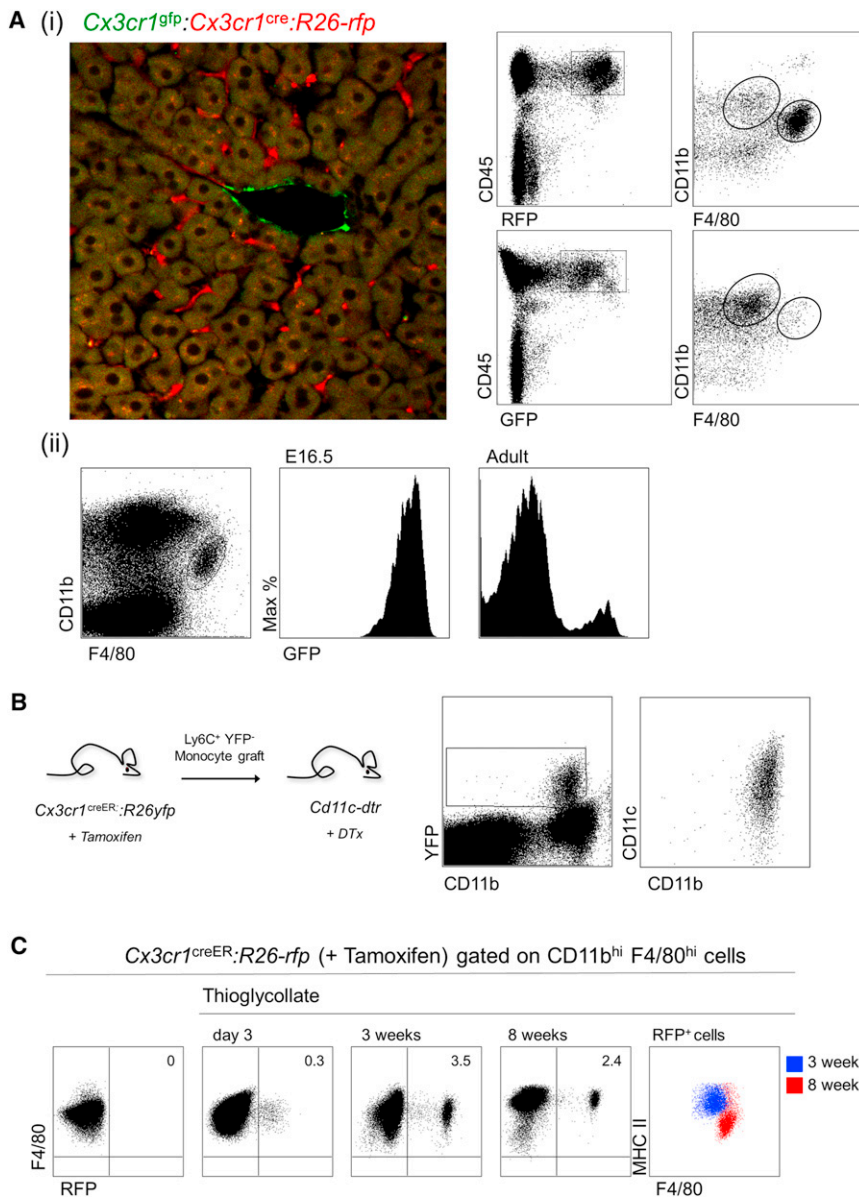 A (i) Cx3cr1gfp:Cx3cr1cre:R26-rfp
CD45
RFP
CD11b
F4/80
CD45
GFP
CD11b
F4/80
(ii)
E16.5
Adult
CD11b
F4/80
Max %
GFP
B
Ly6C+ YFP-
Monocyte graft
Cx3cr1creER::R26yfp
+ Tamoxifen
Cd11c-dtr
+ DTx
YFP
CD11b
CD11c
CD11b
C
Cx3cr1creER:R26-rfp (+ Tamoxifen) gated on CD11bhi F4/80hi cells
Thioglycollate
day 3
3 weeks
8 weeks
RFP+ cells
0
0.3
3.5
2.4
3 week
8 week
F4/80
RFP
MHC II
F4/80